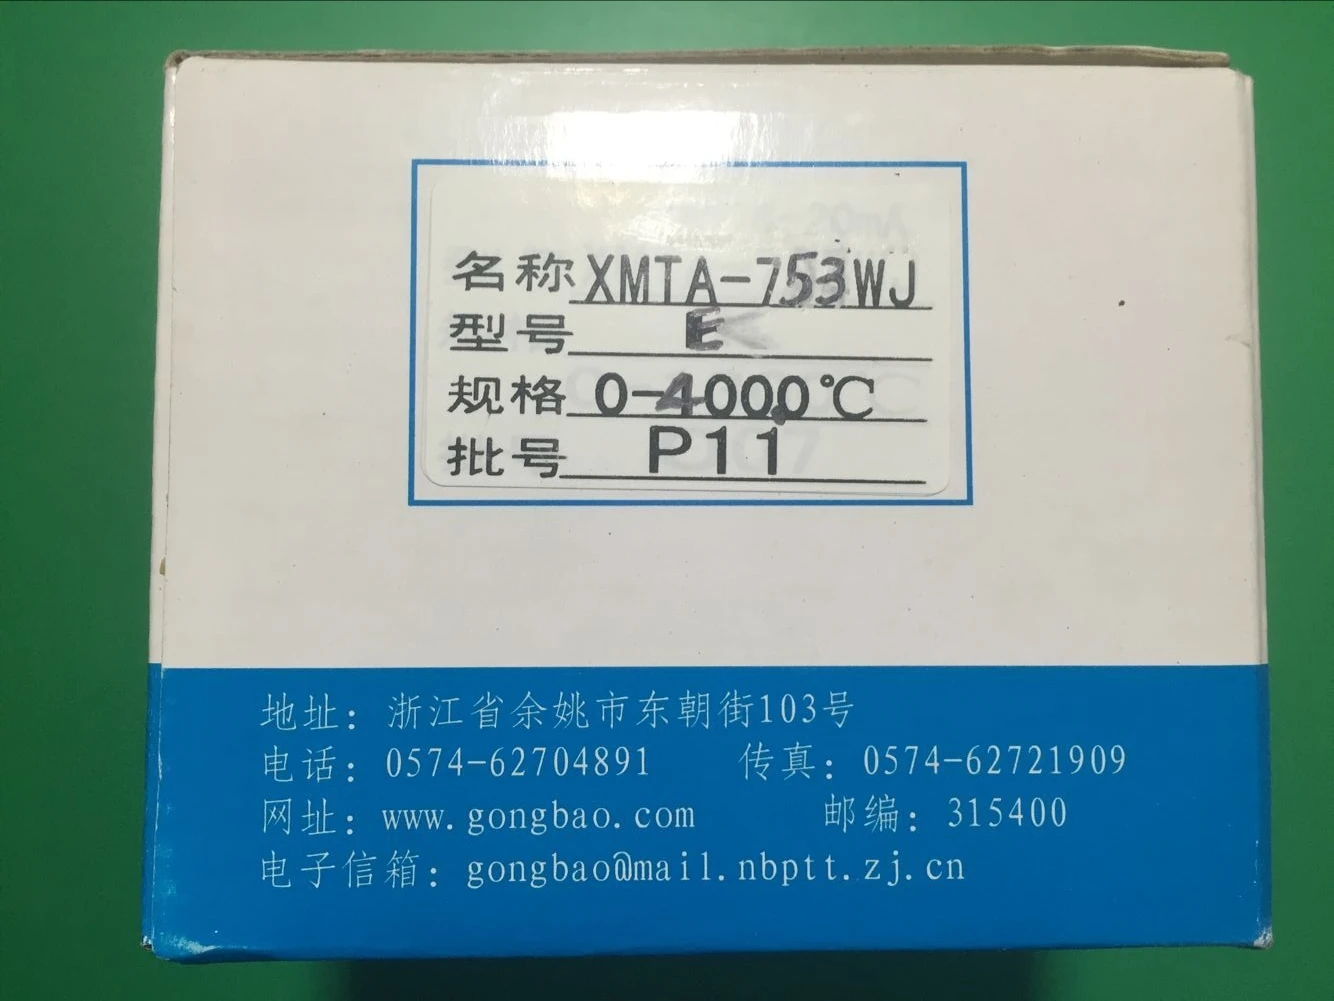 名称 XMTA-753WJ
型号 E
规格 0-400.0℃
批号 P11
地址：浙江省余姚市东朝街103号
电话：0574-62704891 传真：0574-62721909
网址：www.gongbao.com 邮编：315400
电子信箱：gongbao@mail.nbptt.zj.cn